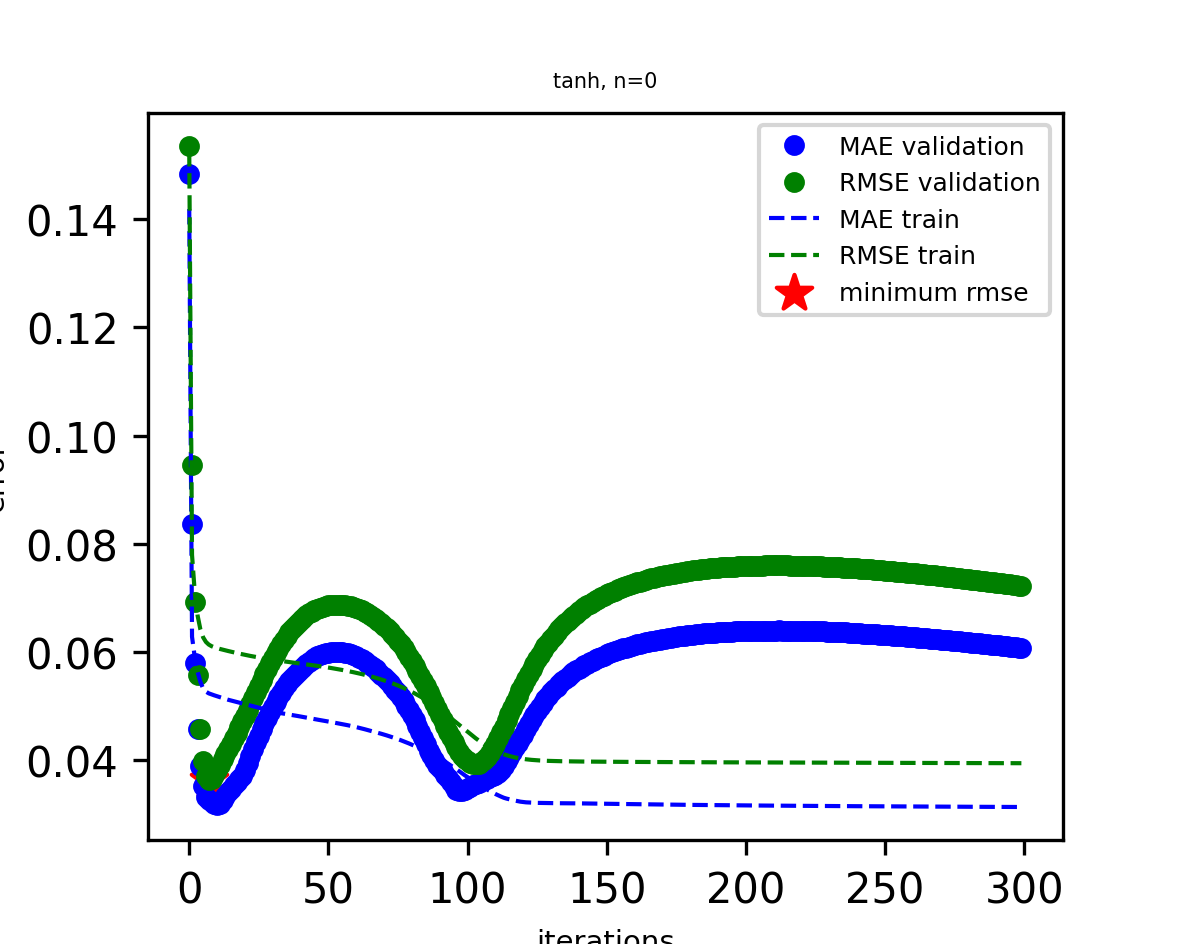 tanh, n=0
MAE validation
RMSE validation
MAE train
RMSE train
minimum rmse
0.14
0.12
0.10
0.08
0.06
0.04
0 50 100 150 200 250 300
iterations